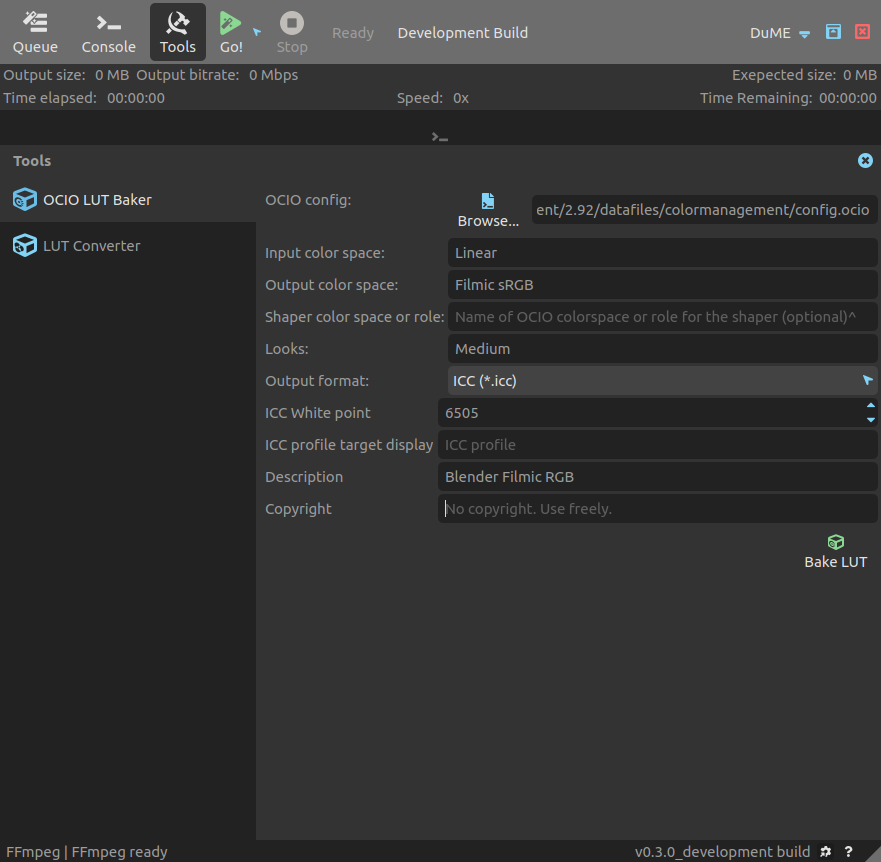 Queue Console Tools Go! Stop Ready Development Build DuME
Output size: 0 MB Output bitrate: 0 Mbps Exepected size: 0 MB
Time elapsed: 00:00:00 Speed: 0x Time Remaining: 00:00:00
Tools
OCIO LUT Baker
LUT Converter
OCIO config: Browse... ent/2.92/datafiles/colormanagement/config.ocio
Input color space: Linear
Output color space: Filmic sRGB
Shaper color space or role: Name of OCIO colorspace or role for the shaper (optional)^
Looks: Medium
Output format: ICC (*.icc)
ICC White point 6505
ICC profile target display ICC profile
Description Blender Filmic RGB
Copyright No copyright. Use freely.
Bake LUT
FFmpeg | FFmpeg ready v0.3.0_development build ?